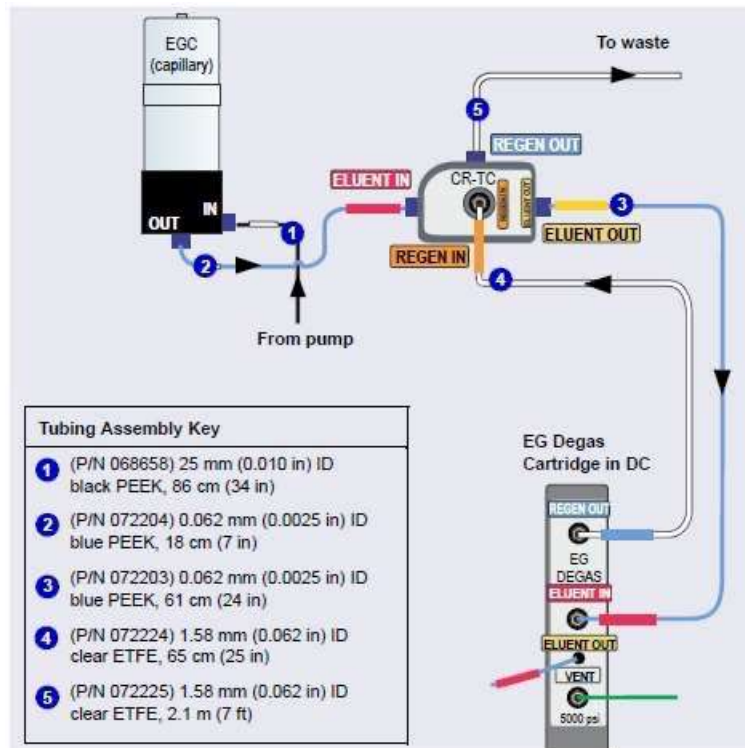 EGC
(capillary)
To waste
5
REGEN OUT
ELUENT IN
CR-TC
REGEN IN
ELUENT OUT
3
OUT
IN
1
ELUENT OUT
REGEN IN
2
4
From pump
Tubing Assembly Key
1 (P/N 068658) 25 mm (0.010 in) ID
black PEEK, 86 cm (34 in)
2 (P/N 072204) 0.062 mm (0.0025 in) ID
blue PEEK, 18 cm (7 in)
3 (P/N 072203) 0.062 mm (0.0025 in) ID
blue PEEK, 61 cm (24 in)
4 (P/N 072224) 1.58 mm (0.062 in) ID
clear ETFE, 65 cm (25 in)
5 (P/N 072225) 1.58 mm (0.062 in) ID
clear ETFE, 2.1 m (7 ft)
EG Degas
Cartridge in DC
REGEN OUT
EG
DEGAS
ELUENT IN
ELUENT OUT
VENT
5000 psi